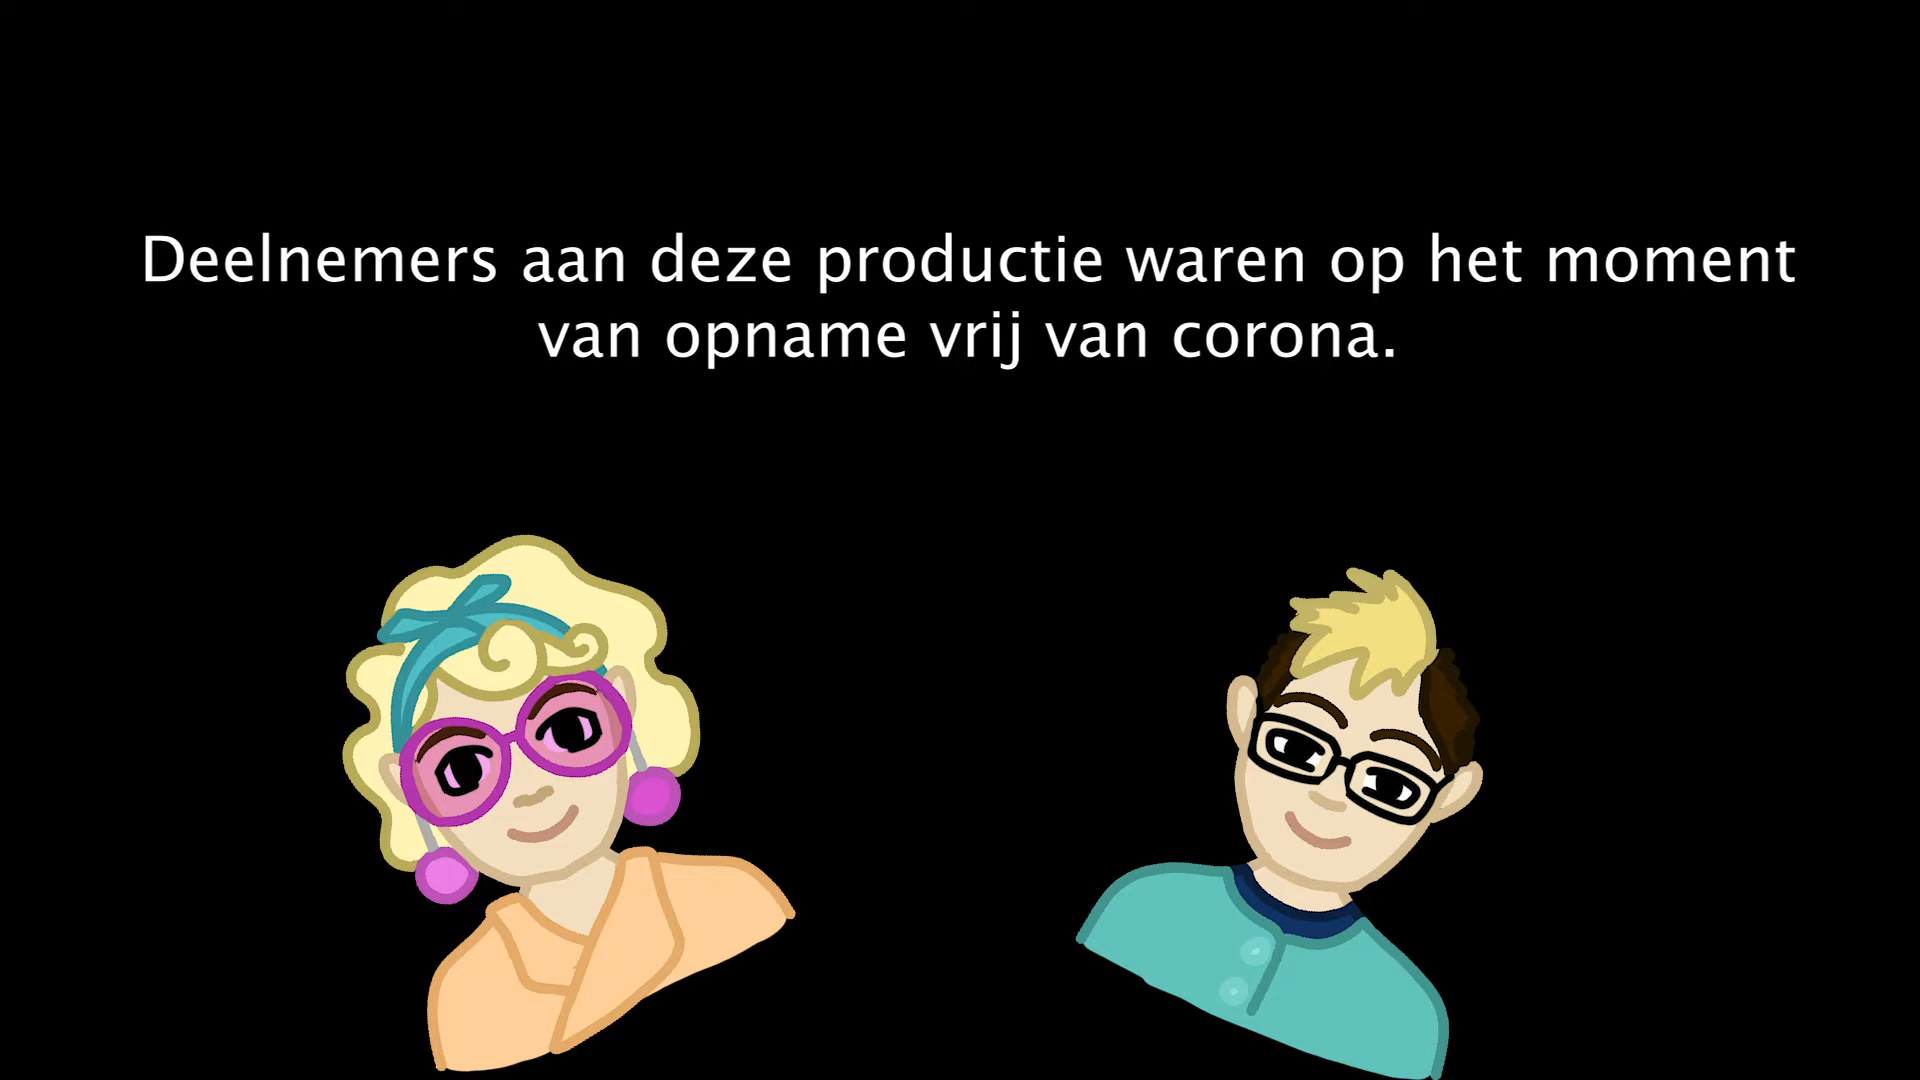 Deelnemers aan deze productie waren op het moment
van opname vrij van corona.